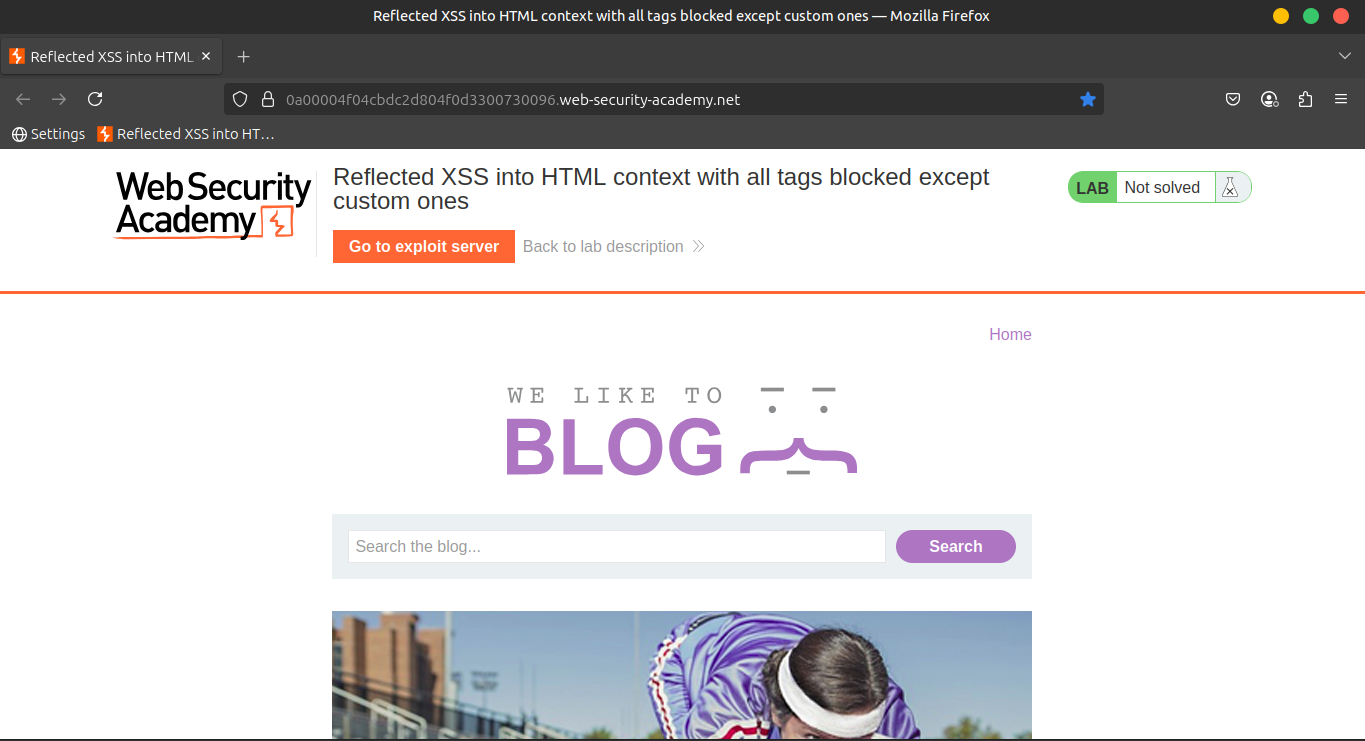 Reflected XSS into HTML context with all tags blocked except custom ones — Mozilla Firefox
Reflected XSS into HTML
0a00004f04cbdc2d804f0d3300730096.web-security-academy.net
Settings Reflected XSS into HT…
Web Security
Academy
Reflected XSS into HTML context with all tags blocked except
custom ones
LAB Not solved
Go to exploit server Back to lab description
Home
WE LIKE TO
BLOG
Search the blog... Search